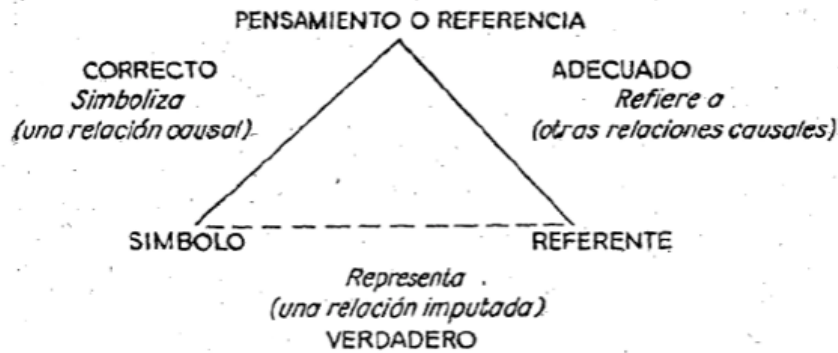 PENSAMIENTO O REFERENCIA
CORRECTO
Simboliza
(una relación causal)
ADECUADO
Refiere a
(otras relaciones causales)
SIMBOLO
REFERENTE
Representa
(una relación imputada)
VERDADERO